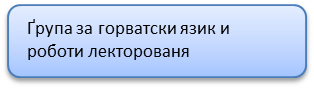 Ґрупа за горватски язик и
роботи лекторованя